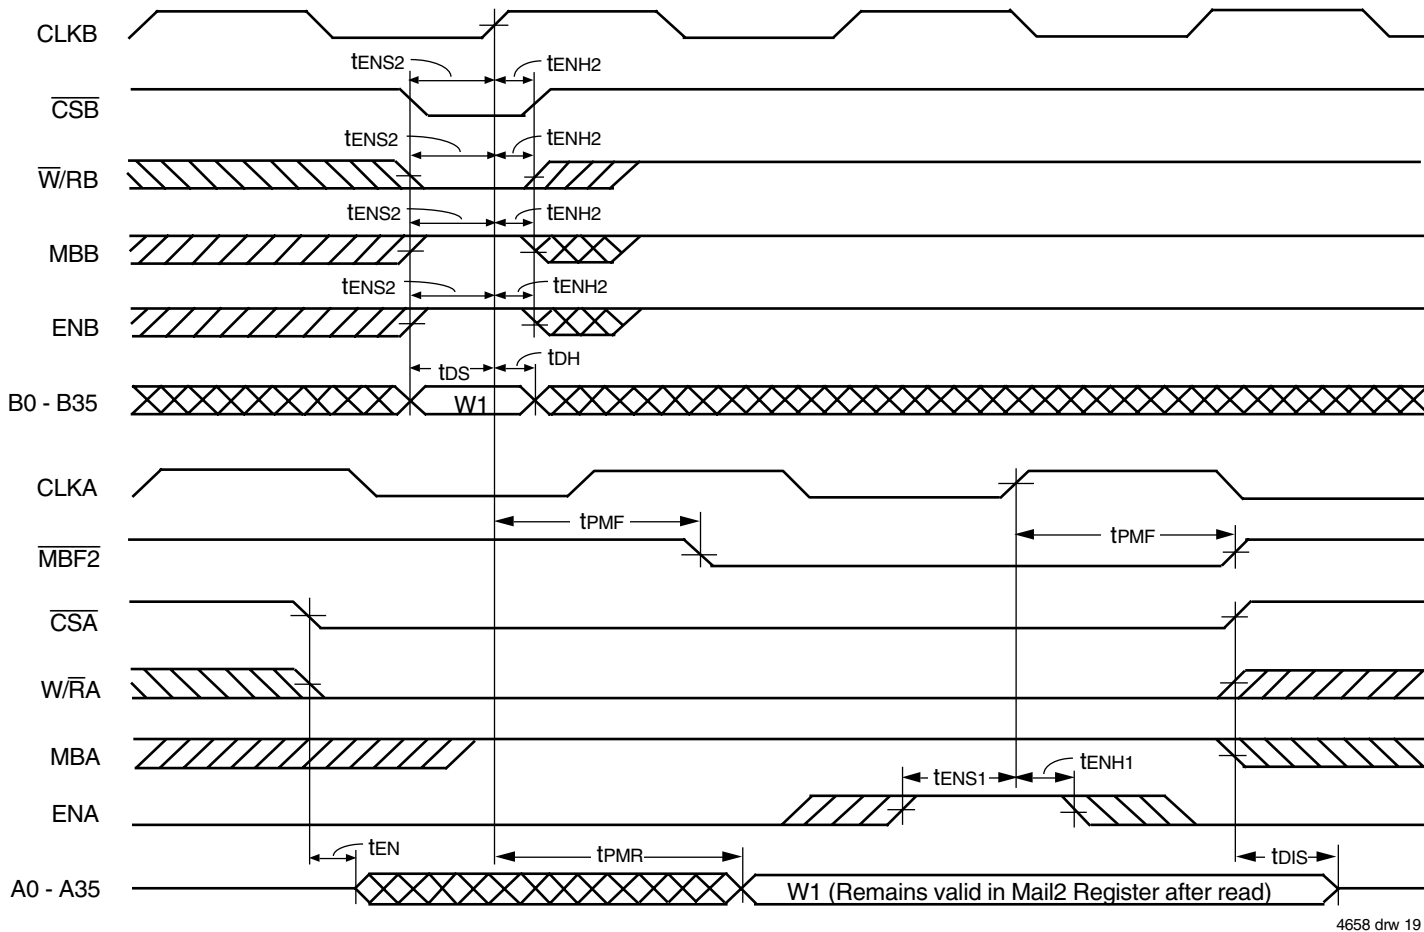 CLKB
tENS2 tENH2
CSB
tENS2 tENH2
W/RB
tENS2 tENH2
MBB
tENS2 tENH2
ENB
tDS tDH
B0 - B35 W1
CLKA
tPMF tPMF
MBF2
CSA
W/RA
MBA
tENS1 tENH1
ENA
tEN tPMR tDIS
A0 - A35 W1 (Remains valid in Mail2 Register after read)
4658 drw 19